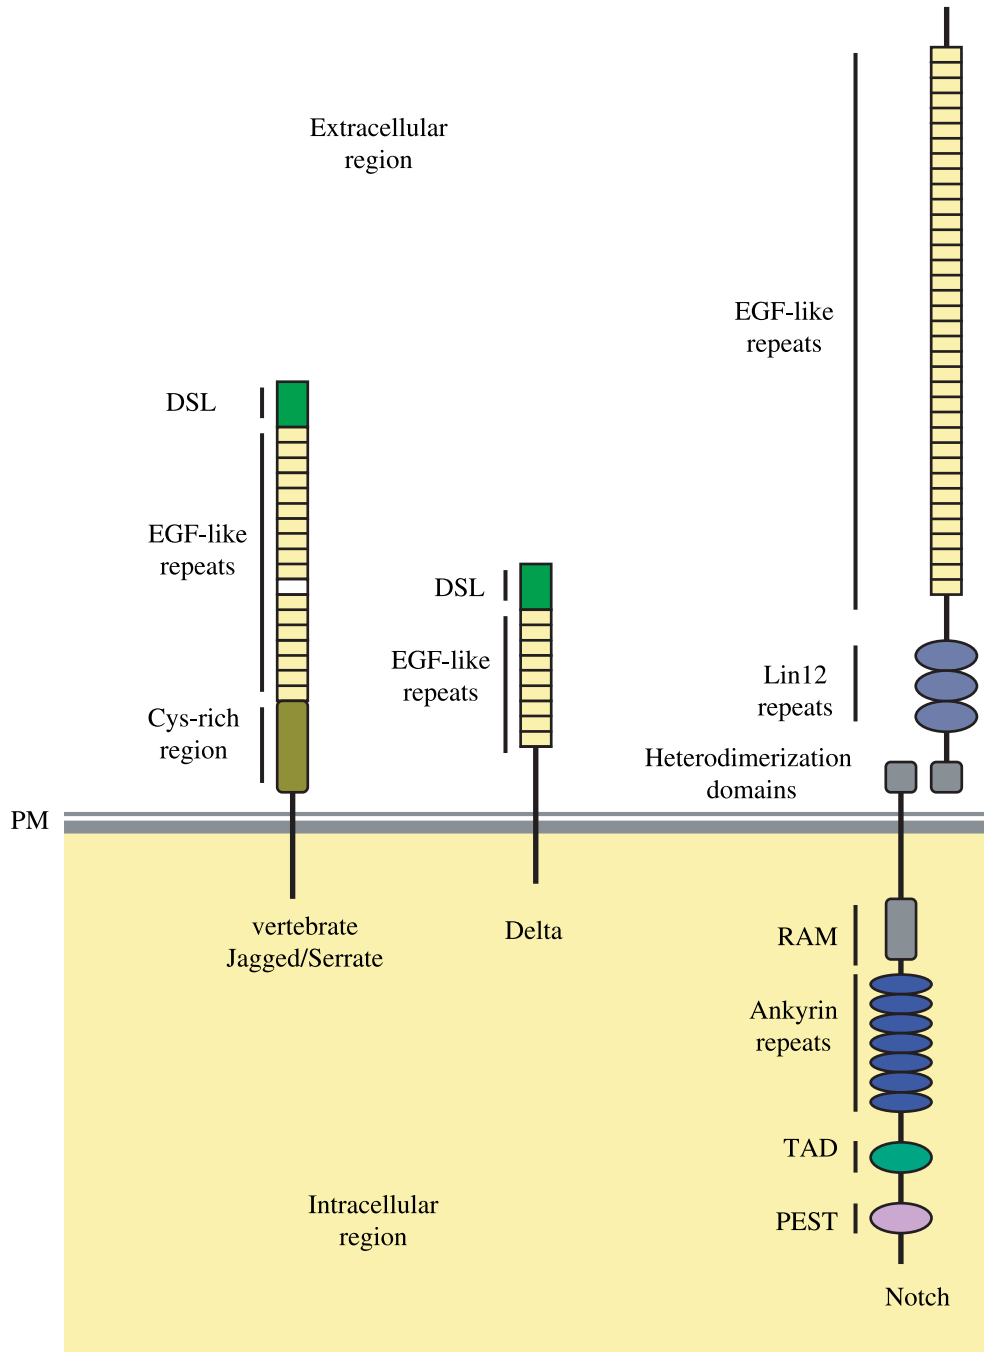 Extracellular
region
EGF-like
repeats
DSL
EGF-like
repeats
Cys-rich
region
DSL
EGF-like
repeats
Lin12
repeats
Heterodimerization
domains
PM
vertebrate
Jagged/Serrate
Delta
RAM
Ankyrin
repeats
TAD
PEST
Intracellular
region
Notch